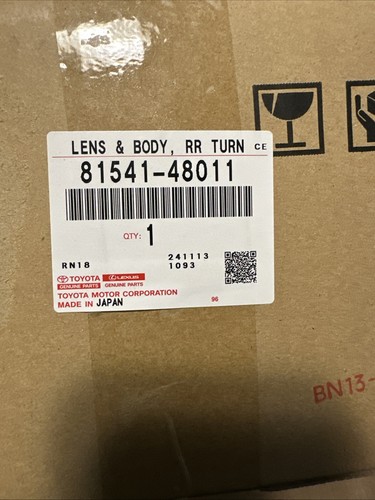 LENS & BODY, RR TURN CE
81541-48011
QTY: 1
RN18
241113
1093
TOYOTA
GENUINE PARTS
LEXUS
GENUINE PARTS
TOYOTA MOTOR CORPORATION
MADE IN JAPAN
96
BN13-